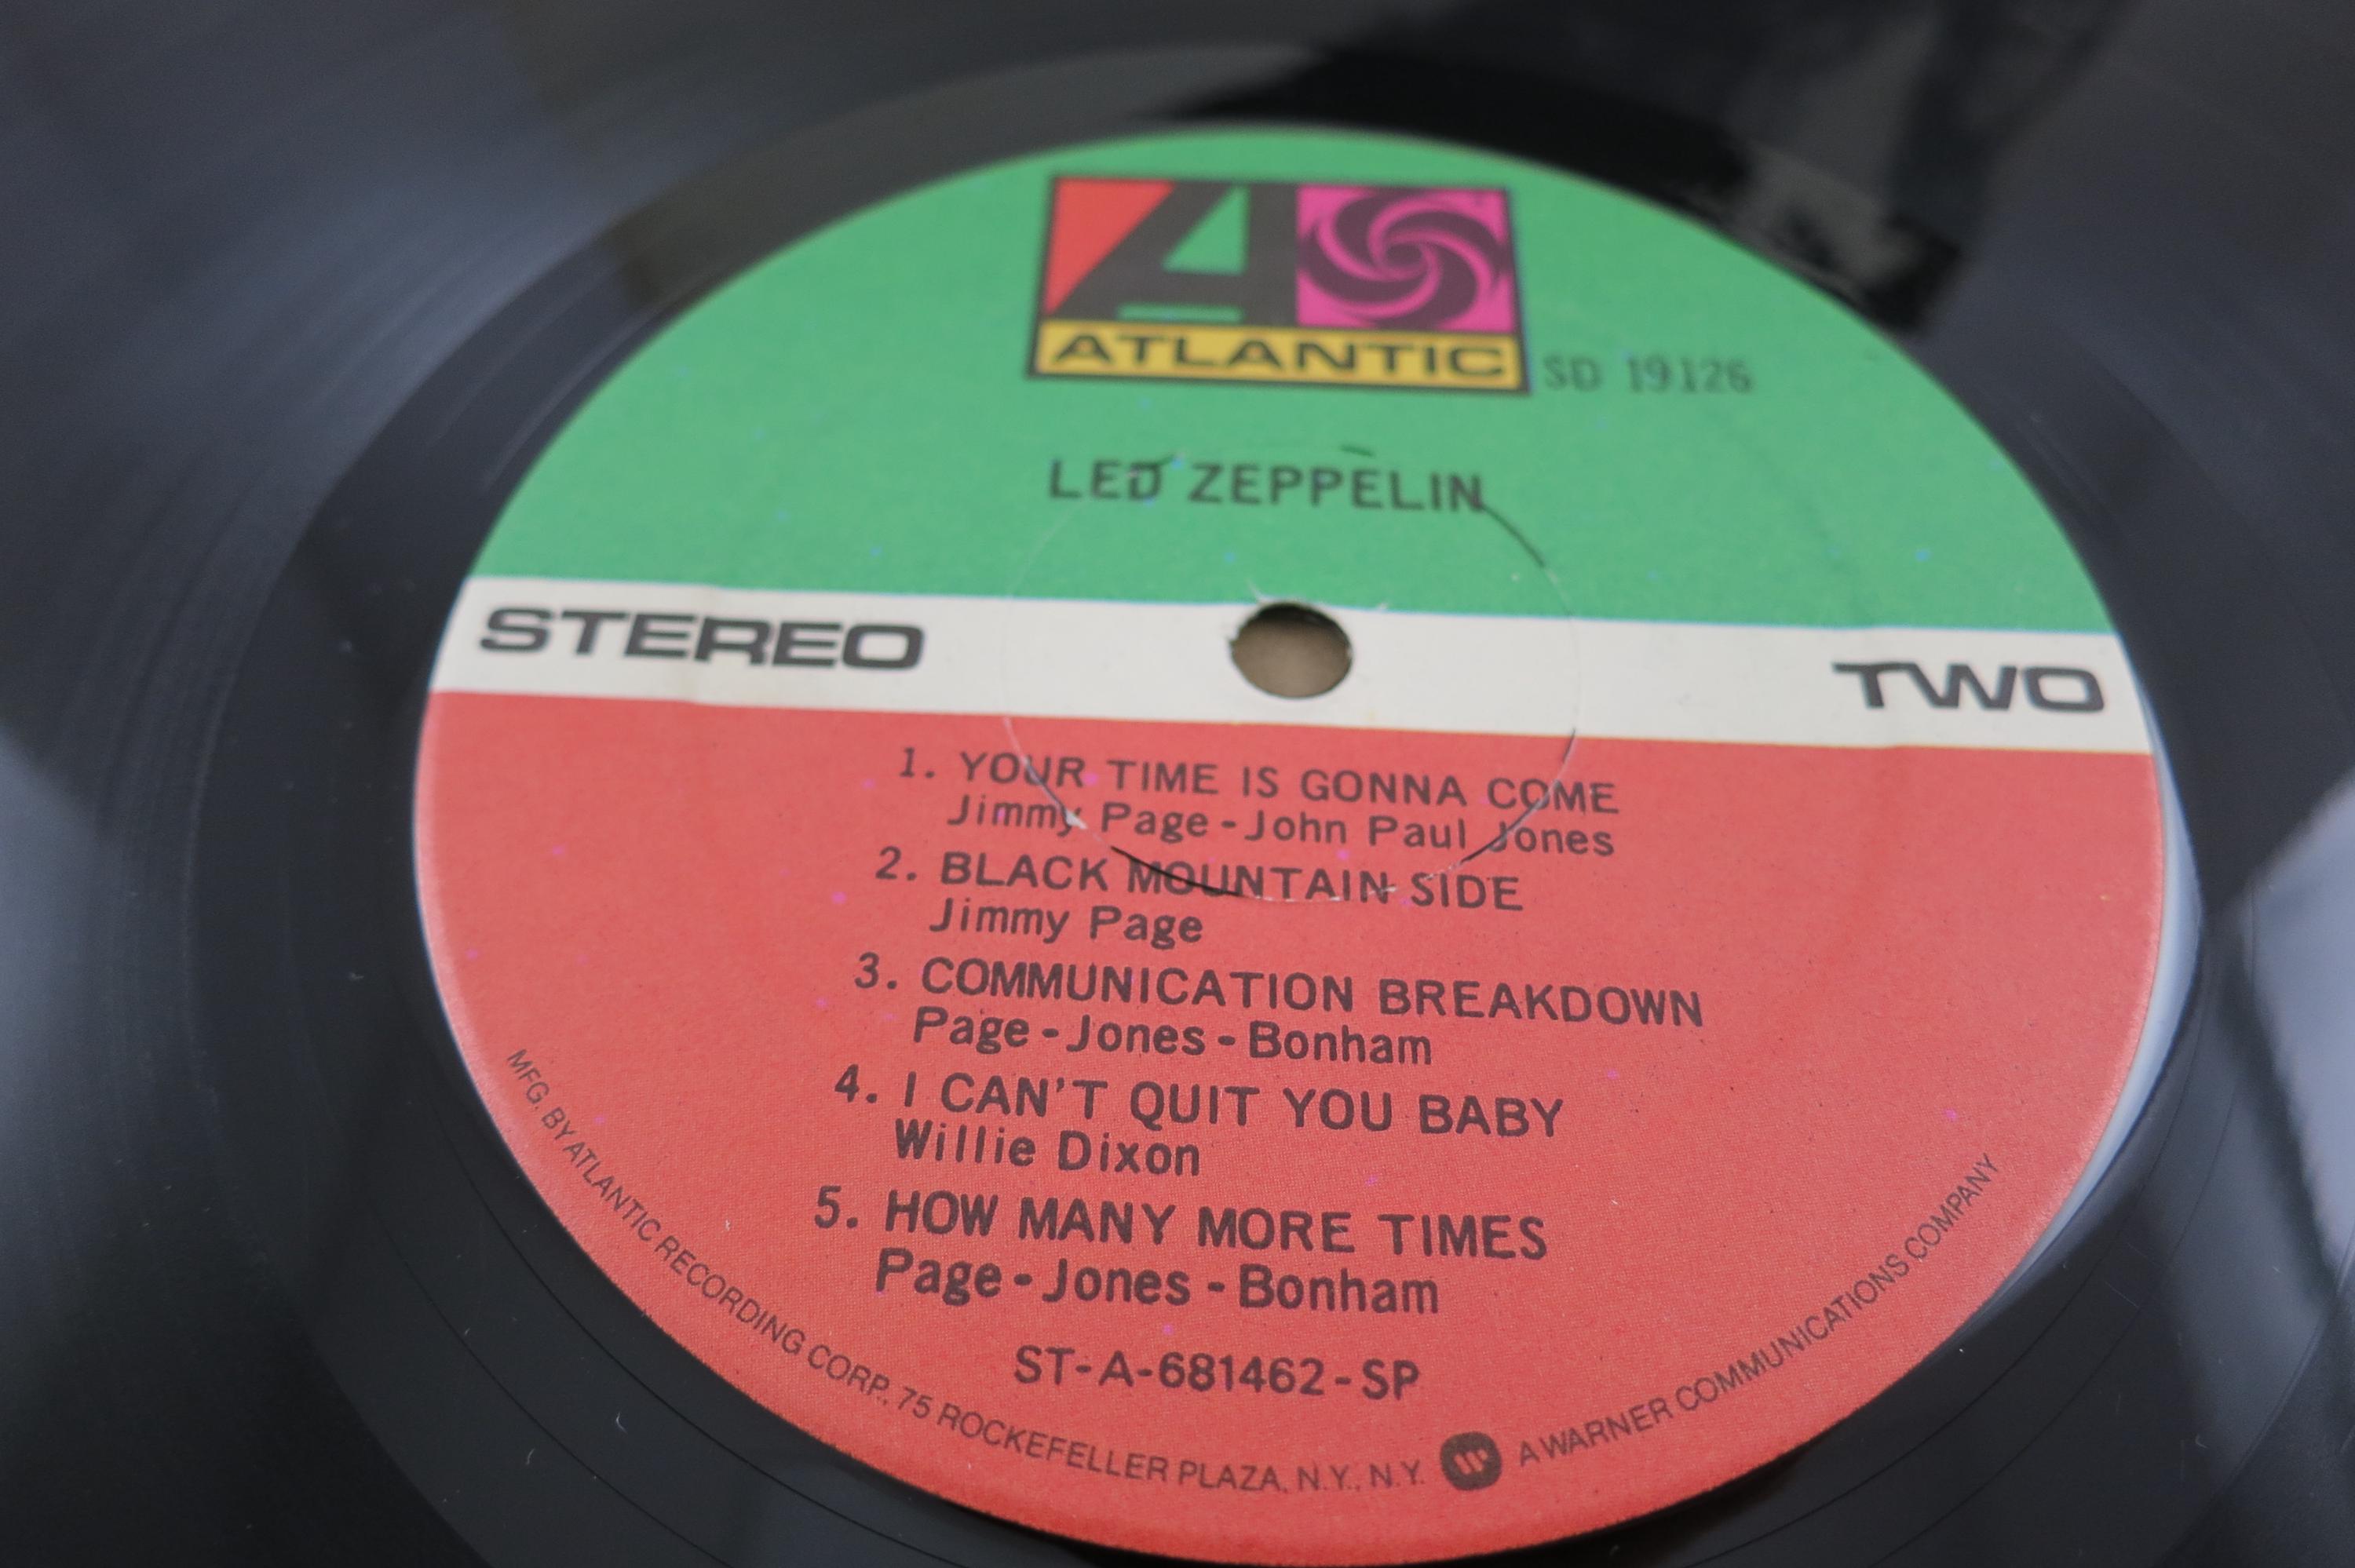 A
ATLANTIC
SD 19126
LED ZEPPELIN
STEREO
TWO
1. YOUR TIME IS GONNA COME
Jimmy Page - John Paul Jones
2. BLACK MOUNTAIN SIDE
Jimmy Page
3. COMMUNICATION BREAKDOWN
Page - Jones - Bonham
4. I CAN'T QUIT YOU BABY
Willie Dixon
5. HOW MANY MORE TIMES
Page - Jones - Bonham
ST-A-681462-SP
MFG. BY ATLANTIC RECORDING CORP., 75 ROCKEFELLER PLAZA, N.Y., N.Y. W A WARNER COMMUNICATIONS COMPANY